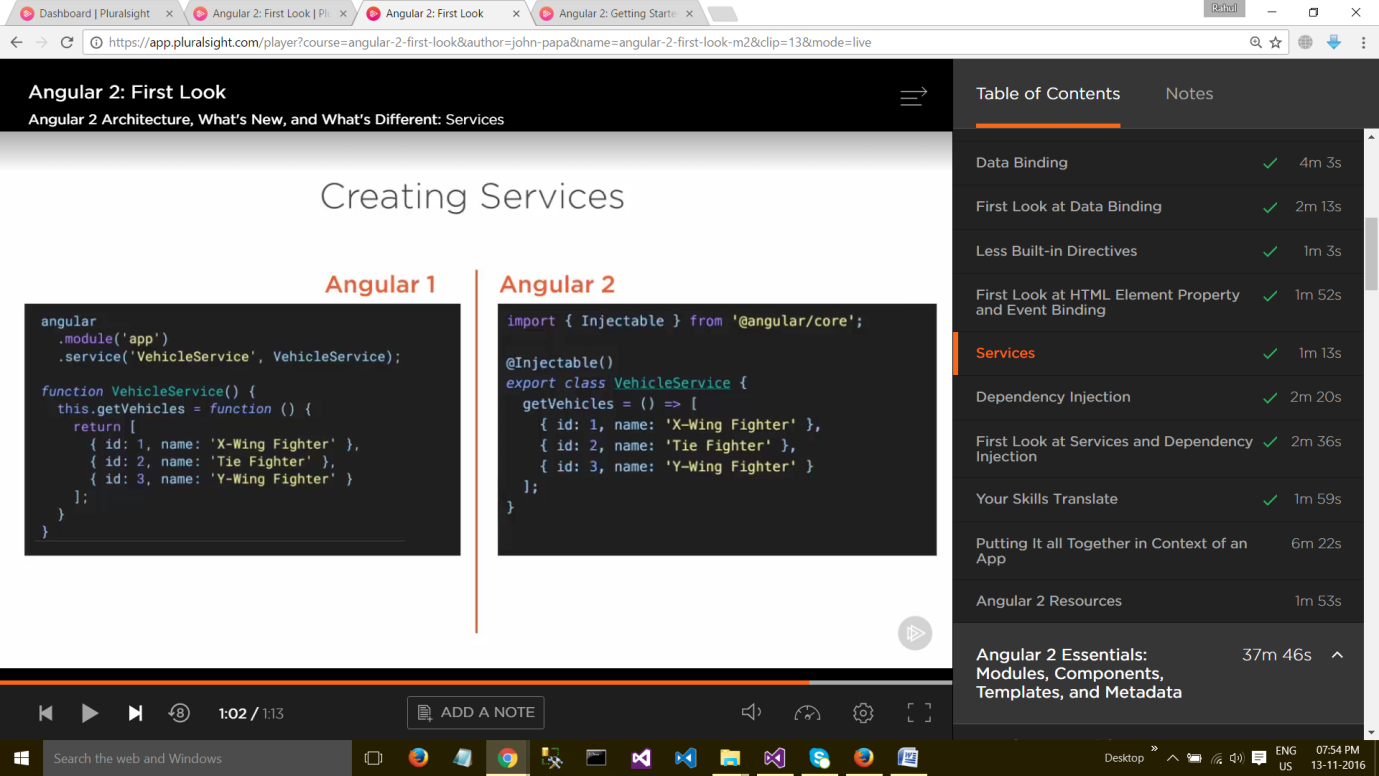 Dashboard | Pluralsight
Angular 2: First Look | Pl
Angular 2: First Look
Angular 2: Getting Starte
Rahul
https://app.pluralsight.com/player?course=angular-2-first-look&author=john-papa&name=angular-2-first-look-m2&clip=13&mode=live
Angular 2: First Look
Angular 2 Architecture, What's New, and What's Different: Services
Creating Services
Angular 1
angular
.module('app')
.service('VehicleService', VehicleService);
function VehicleService() {
this.getVehicles = function () {
return [
{ id: 1, name: 'X-Wing Fighter' },
{ id: 2, name: 'Tie Fighter' },
{ id: 3, name: 'Y-Wing Fighter' }
];
}
}
Angular 2
import { Injectable } from '@angular/core';
@Injectable()
export class VehicleService {
getVehicles = () => [
{ id: 1, name: 'X-Wing Fighter' },
{ id: 2, name: 'Tie Fighter' },
{ id: 3, name: 'Y-Wing Fighter' }
];
}
8
1:02 / 1:13
ADD A NOTE
Table of Contents
Notes
Data Binding 4m 3s
First Look at Data Binding 2m 13s
Less Built-in Directives 1m 3s
First Look at HTML Element Property 1m 52s
and Event Binding
Services 1m 13s
Dependency Injection 2m 20s
First Look at Services and Dependency 2m 36s
Injection
Your Skills Translate 1m 59s
Putting It all Together in Context of an 6m 22s
App
Angular 2 Resources 1m 53s
Angular 2 Essentials: 37m 46s
Modules, Components,
Templates, and Metadata
Search the web and Windows
Desktop
ENG
US
07:54 PM
13-11-2016